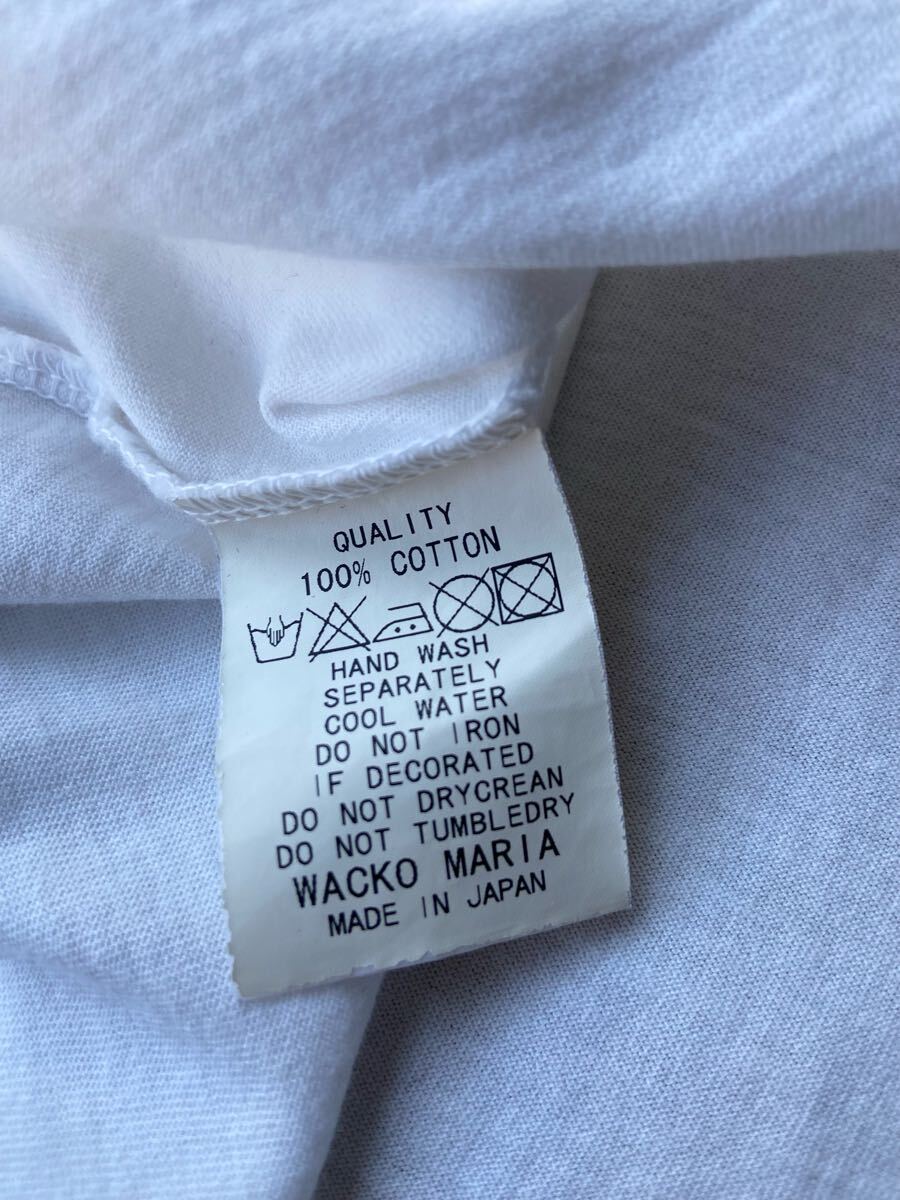 QUALITY
100% COTTON
HAND WASH
SEPARATELY
COOL WATER
DO NOT IRON
IF DECORATED
DO NOT DRYCREAN
DO NOT TUMBLEDRY
WACKO MARIA
MADE IN JAPAN